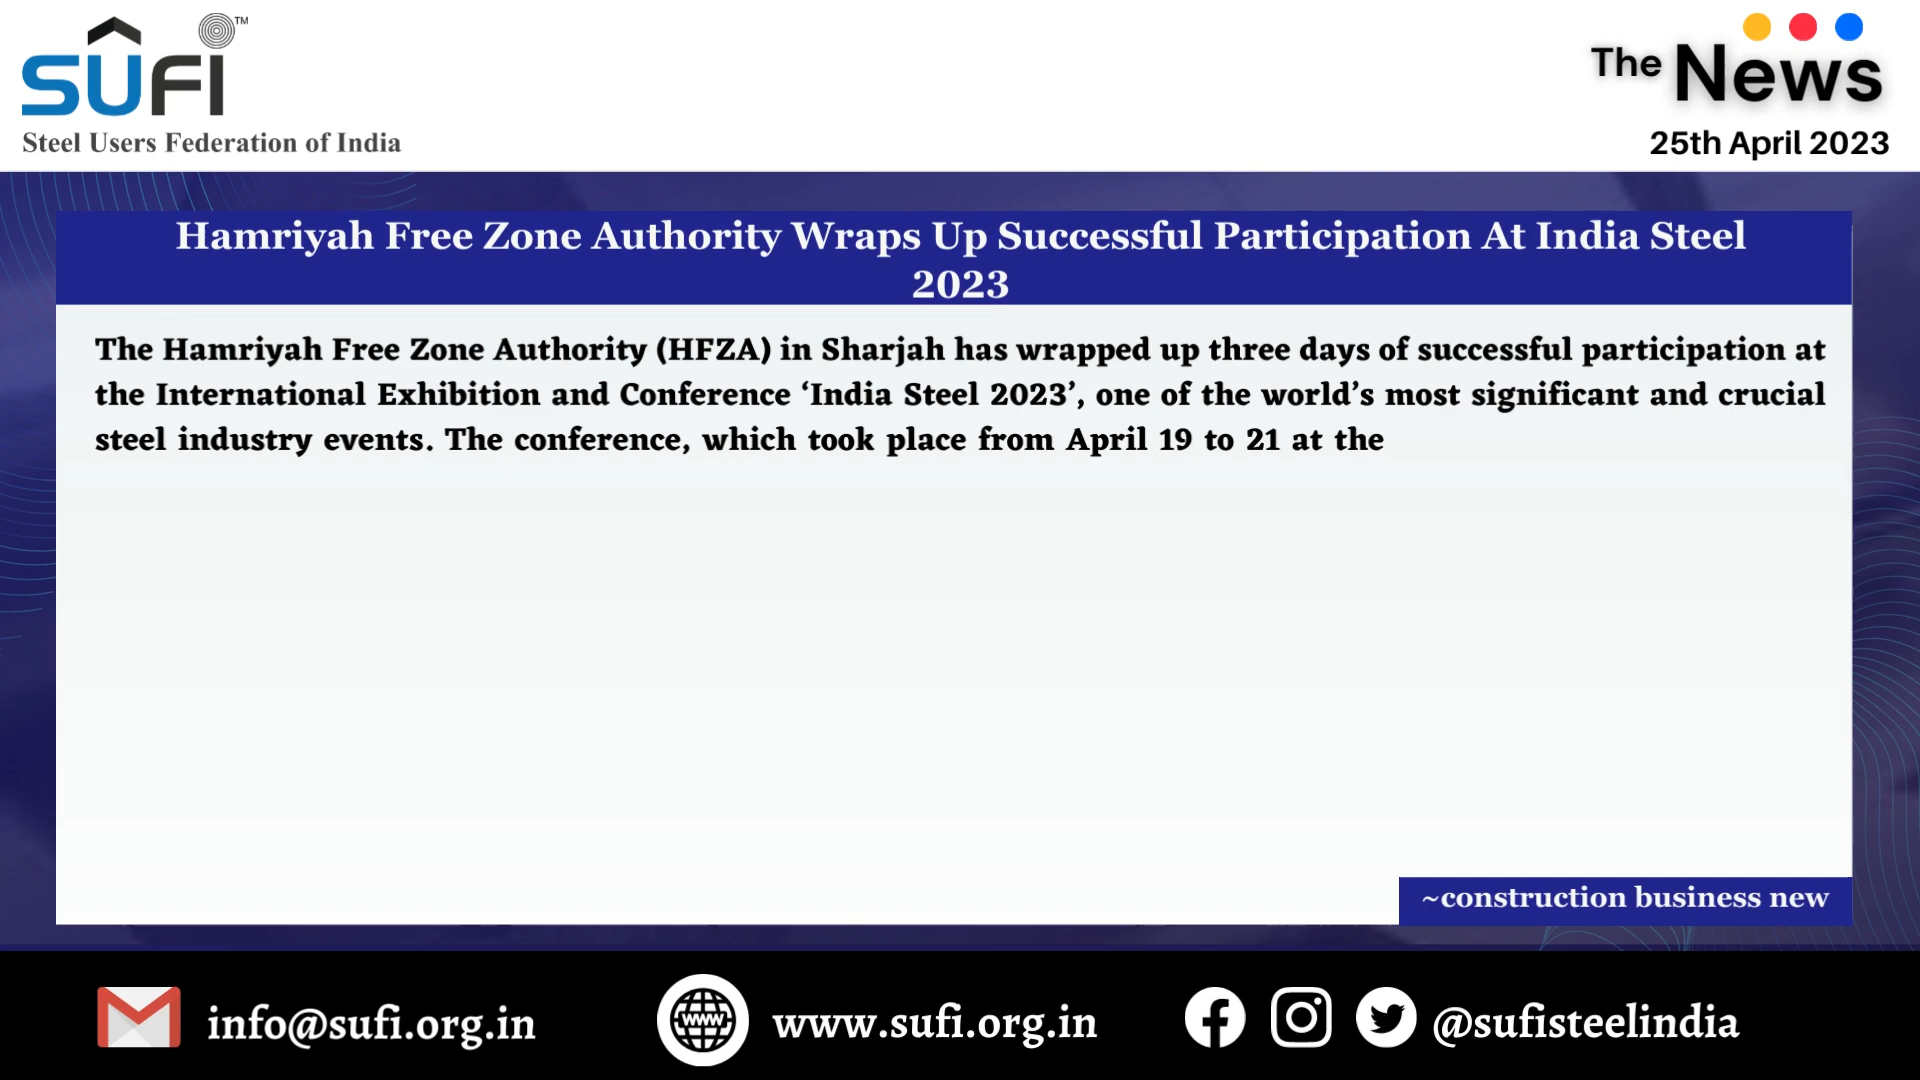 SUFI™
Steel Users Federation of India
The News
25th April 2023
Hamriyah Free Zone Authority Wraps Up Successful Participation At India Steel
2023
The Hamriyah Free Zone Authority (HFZA) in Sharjah has wrapped up three days of successful participation at
the International Exhibition and Conference ‘India Steel 2023’, one of the world’s most significant and crucial
steel industry events. The conference, which took place from April 19 to 21 at the
~construction business new
info@sufi.org.in
www
www.sufi.org.in
@sufisteelindia